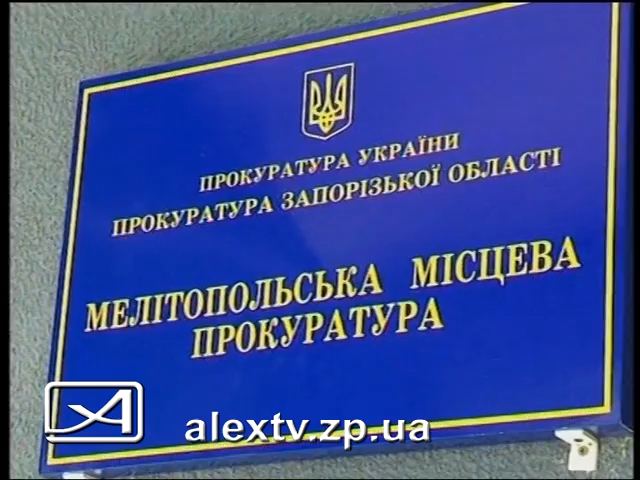 ПРОКУРАТУРА УКРАЇНИ
ПРОКУРАТУРА ЗАПОРІЗЬКОЇ ОБЛАСТІ
МЕЛІТОПОЛЬСЬКА МІСЦЕВА
ПРОКУРАТУРА
alextv.zp.ua